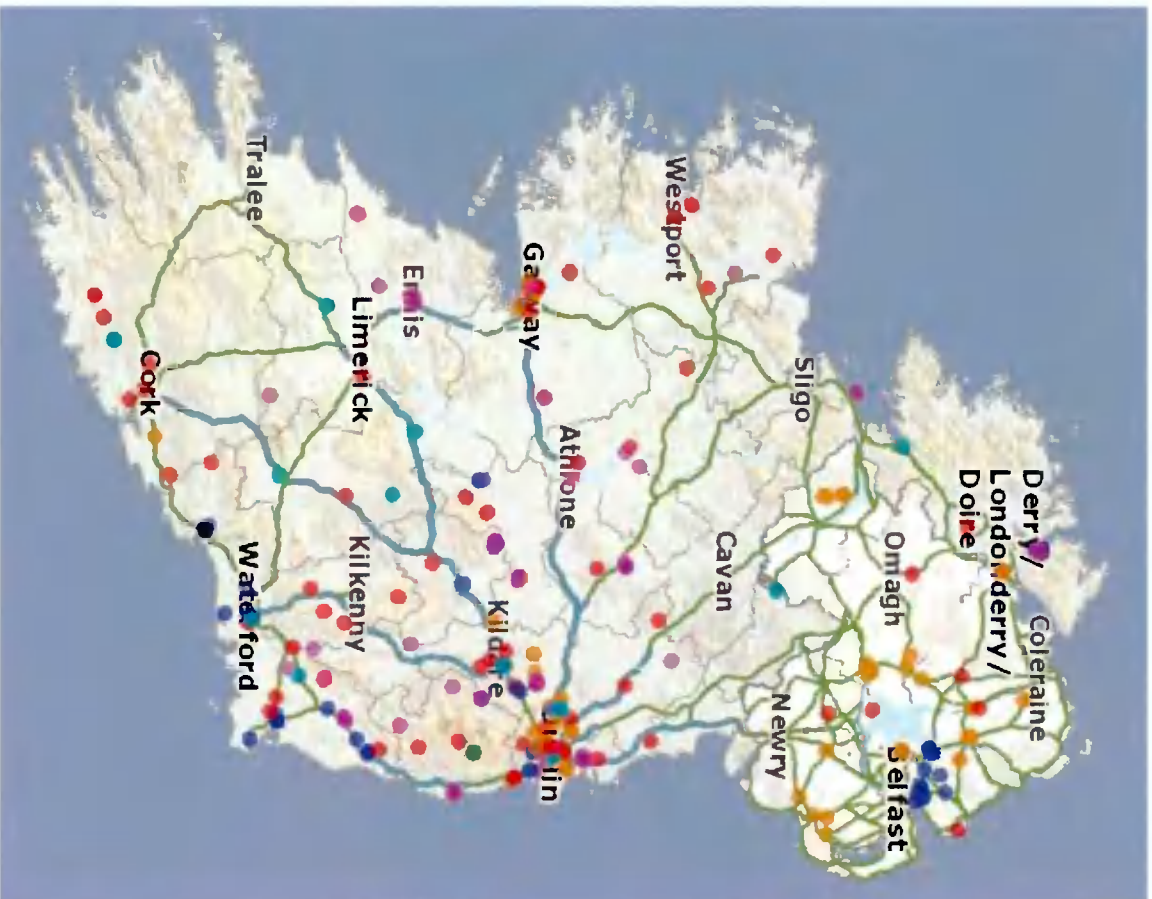 Coleraine
Derry/
Londonderry/
Doire
Omagh
Belfast
Sligo
Newry
Cavan
Westport
Athlone
Dublin
Galway
Kildare
Ennis
Limerick
Kilkenny
Tralee
Waterford
Cork